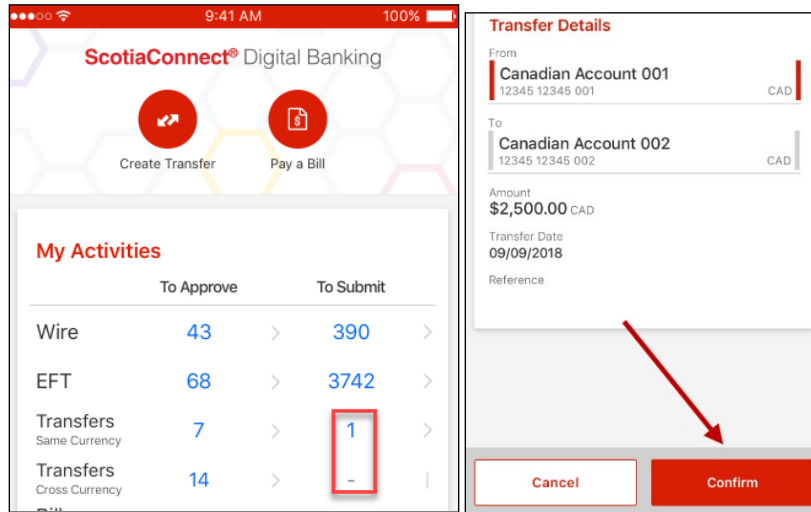 9:41 AM 100%
ScotiaConnect® Digital Banking
Create Transfer Pay a Bill
My Activities
To Approve To Submit
Wire 43 390
EFT 68 3742
Transfers 7 1
Same Currency
Transfers 14 -
Cross Currency
Transfer Details
From
Canadian Account 001
12345 12345 001 CAD
To
Canadian Account 002
12345 12345 002 CAD
Amount
$2,500.00 CAD
Transfer Date
09/09/2018
Reference
Cancel Confirm